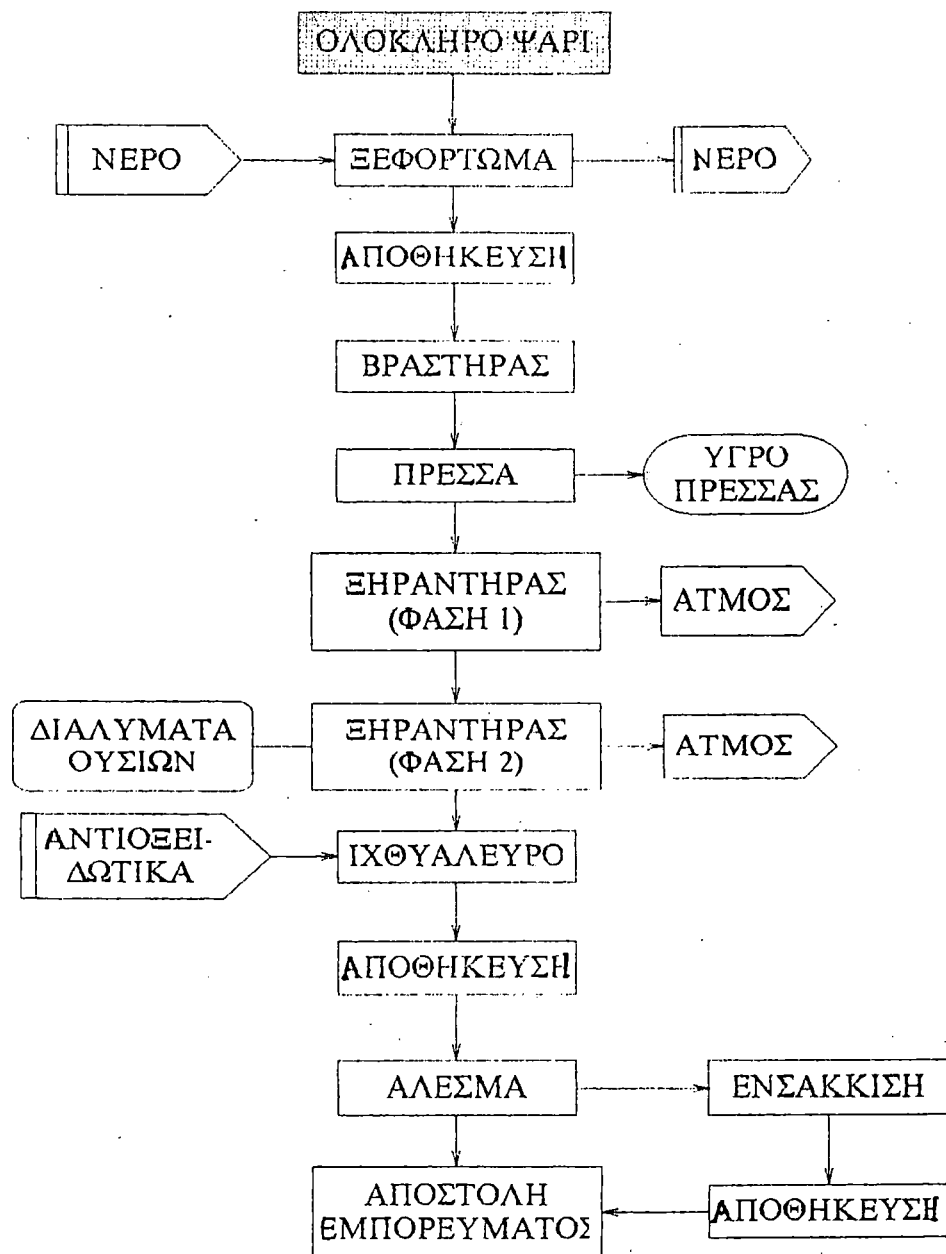 ΟΛΟΚΛΗΡΟ ΨΑΡΙ
ΝΕΡΟ
ΞΕΦΟΡΤΩΜΑ
ΝΕΡΟ
ΑΠΟΘΗΚΕΥΣΗ
ΒΡΑΣΤΗΡΑΣ
ΠΡΕΣΣΑ
ΥΓΡΟ
ΠΡΕΣΣΑΣ
ΞΗΡΑΝΤΗΡΑΣ
(ΦΑΣΗ 1)
ΑΤΜΟΣ
ΔΙΑΛΥΜΑΤΑ
ΟΥΣΙΩΝ
ΞΗΡΑΝΤΗΡΑΣ
(ΦΑΣΗ 2)
ΑΤΜΟΣ
ΑΝΤΙΟΞΕΙ-
ΔΩΤΙΚΑ
ΙΧΘΥΑΛΕΥΡΟ
ΑΠΟΘΗΚΕΥΣΗ
ΑΛΕΣΜΑ
ΕΝΣΑΚΚΙΣΗ
ΑΠΟΣΤΟΛΗ
ΕΜΠΟΡΕΥΜΑΤΟΣ
ΑΠΟΘΗΚΕΥΣΗ